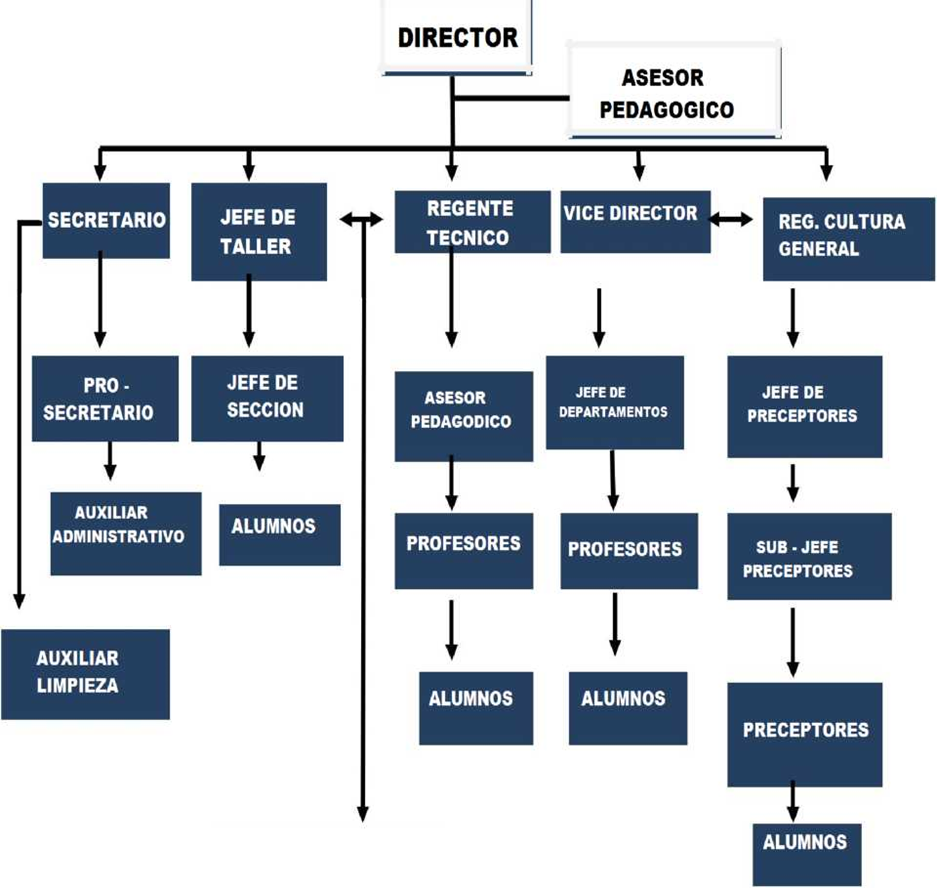 DIRECTOR
ASESOR
PEDAGOGICO
SECRETARIO
JEFE DE
TALLER
REGENTE
TECNICO
VICE DIRECTOR
REG. CULTURA
GENERAL
PRO -
SECRETARIO
JEFE DE
SECCION
ASESOR
PEDAGODICO
JEFE DE
DEPARTAMENTOS
JEFE DE
PRECEPTORES
AUXILIAR
ADMINISTRATIVO
ALUMNOS
PROFESORES
PROFESORES
SUB - JEFE
PRECEPTORES
AUXILIAR
LIMPIEZA
ALUMNOS
ALUMNOS
PRECEPTORES
ALUMNOS